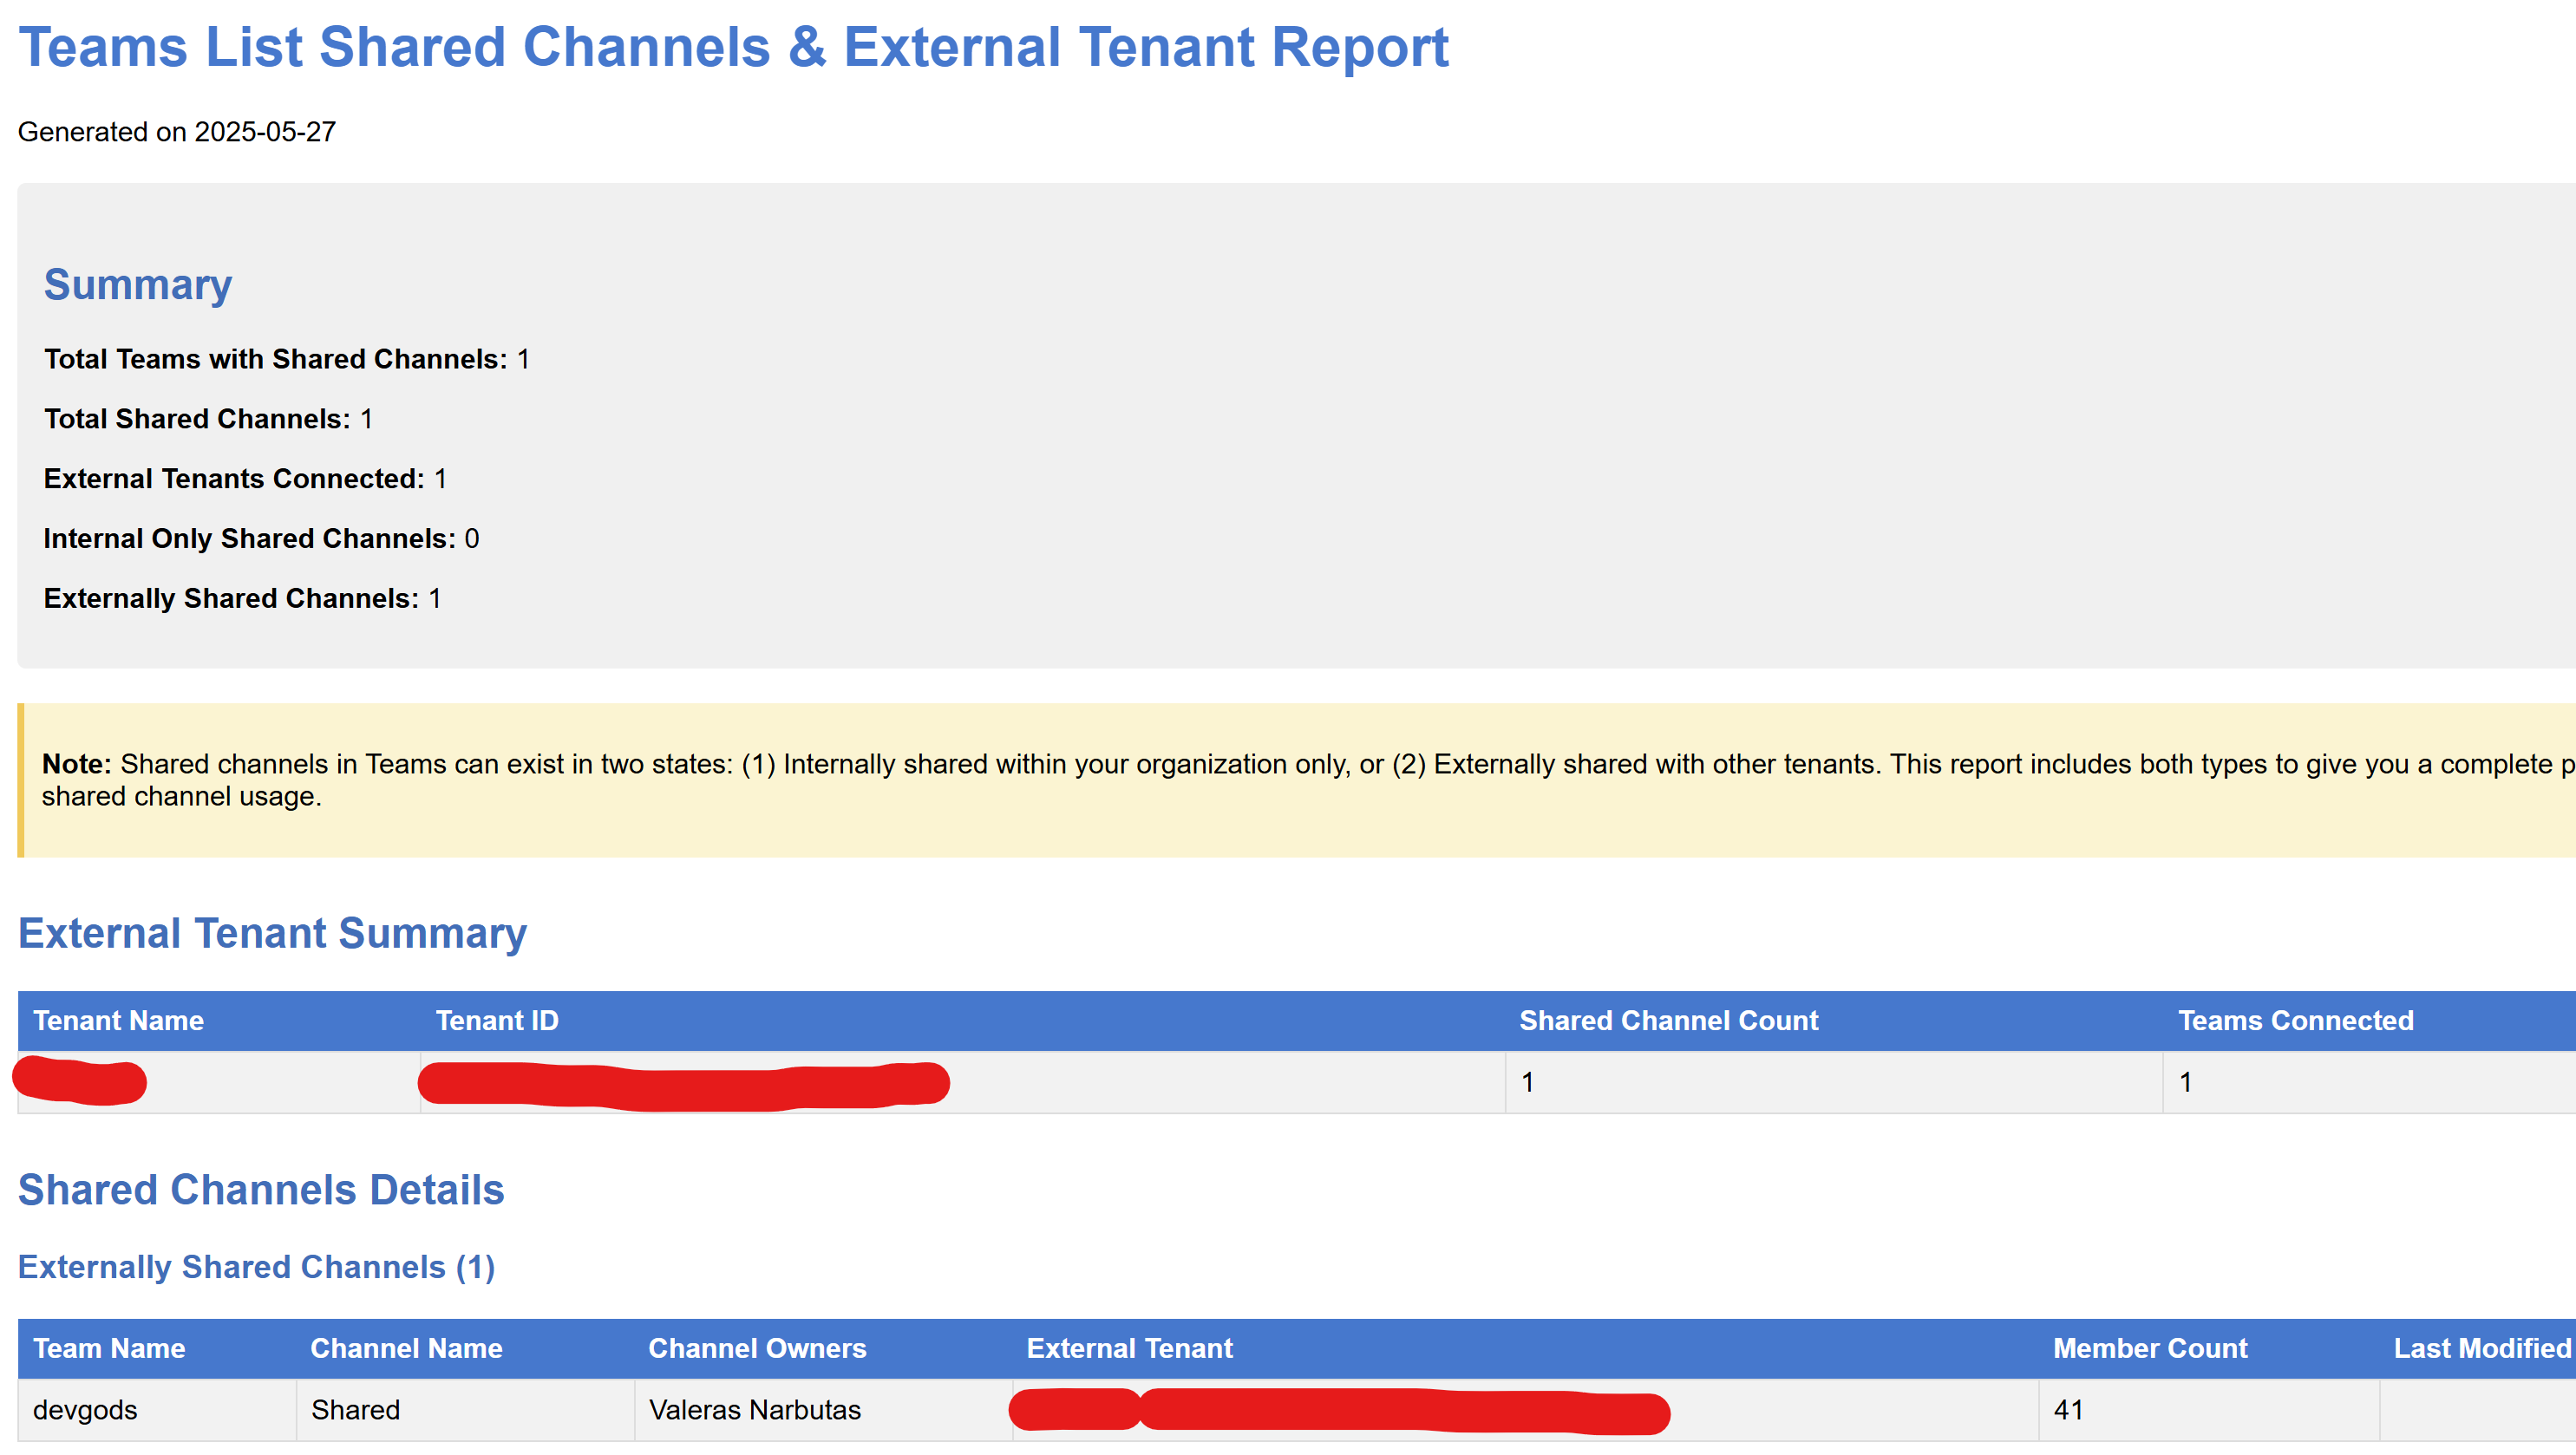 Teams List Shared Channels & External Tenant Report
Generated on 2025-05-27
Summary
Total Teams with Shared Channels: 1
Total Shared Channels: 1
External Tenants Connected: 1
Internal Only Shared Channels: 0
Externally Shared Channels: 1
Note: Shared channels in Teams can exist in two states: (1) Internally shared within your organization only, or (2) Externally shared with other tenants. This report includes both types to give you a complete
shared channel usage.
External Tenant Summary
Tenant Name Tenant ID Shared Channel Count Teams Connected
1 1
Shared Channels Details
Externally Shared Channels (1)
Team Name Channel Name Channel Owners External Tenant Member Count Last Modified
devgods Shared Valeras Narbutas 41